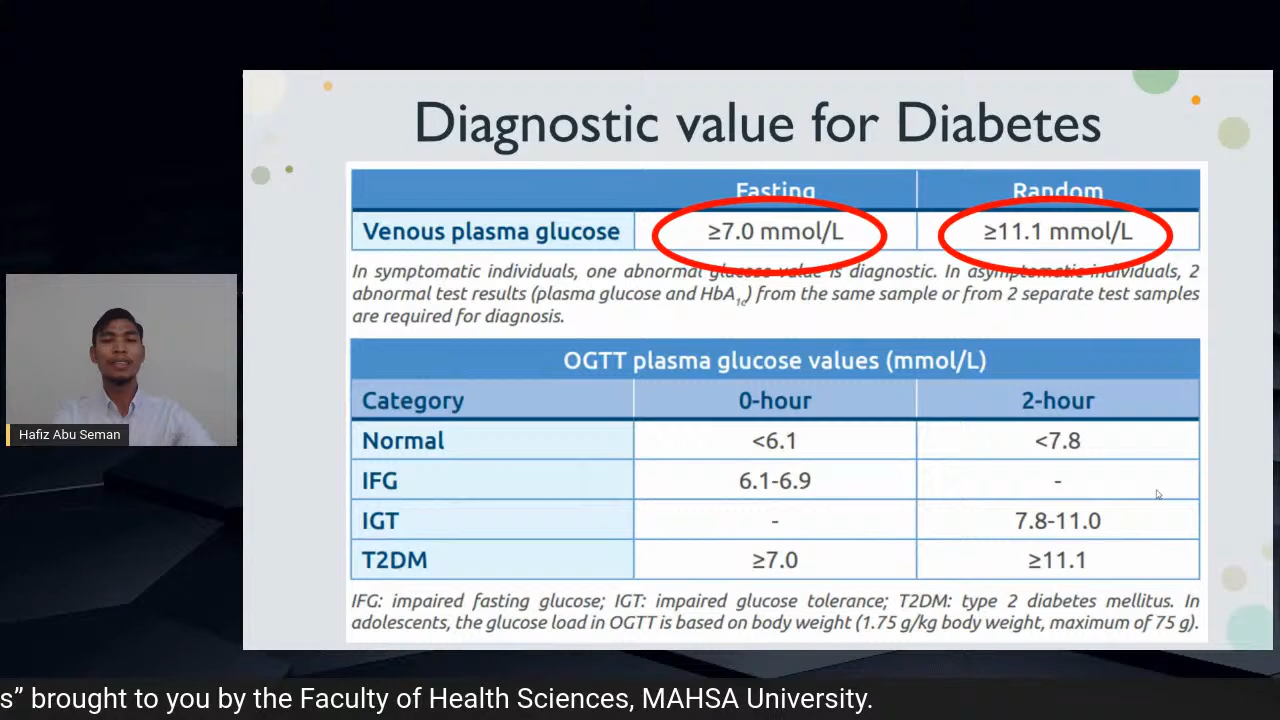 Diagnostic value for Diabetes
Fasting Random
Venous plasma glucose ≥7.0 mmol/L ≥11.1 mmol/L
In symptomatic individuals, one abnormal glucose value is diagnostic. In asymptomatic individuals, 2
abnormal test results (plasma glucose and HbA1c) from the same sample or from 2 separate test samples
are required for diagnosis.
OGTT plasma glucose values (mmol/L)
Category 0-hour 2-hour
Normal <6.1 <7.8
IFG 6.1-6.9 -
IGT - 7.8-11.0
T2DM ≥7.0 ≥11.1
IFG: impaired fasting glucose; IGT: impaired glucose tolerance; T2DM: type 2 diabetes mellitus. In
adolescents, the glucose load in OGTT is based on body weight (1.75 g/kg body weight, maximum of 75 g).
Hafiz Abu Seman
s” brought to you by the Faculty of Health Sciences, MAHSA University.